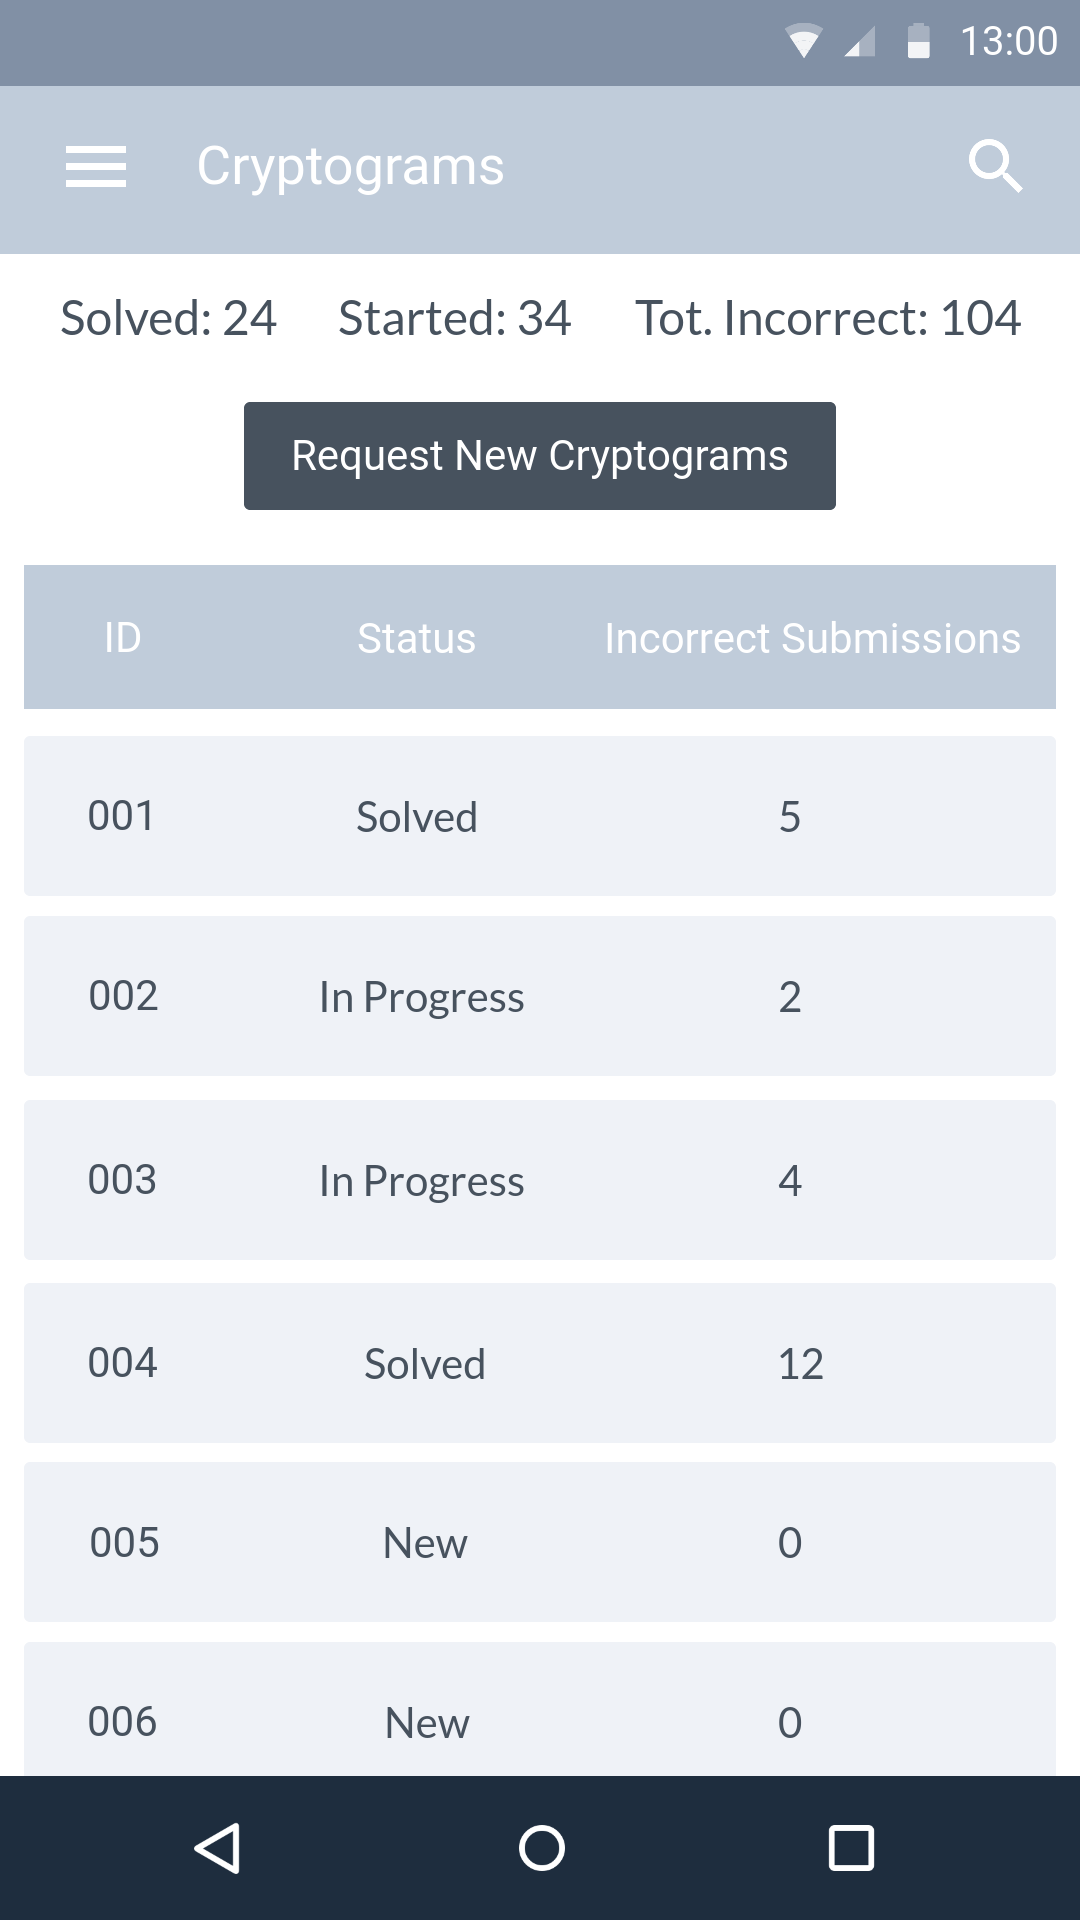 13:00
Cryptograms
Solved: 24 Started: 34 Tot. Incorrect: 104
Request New Cryptograms
ID Status Incorrect Submissions
001 Solved 5
002 In Progress 2
003 In Progress 4
004 Solved 12
005 New 0
006 New 0